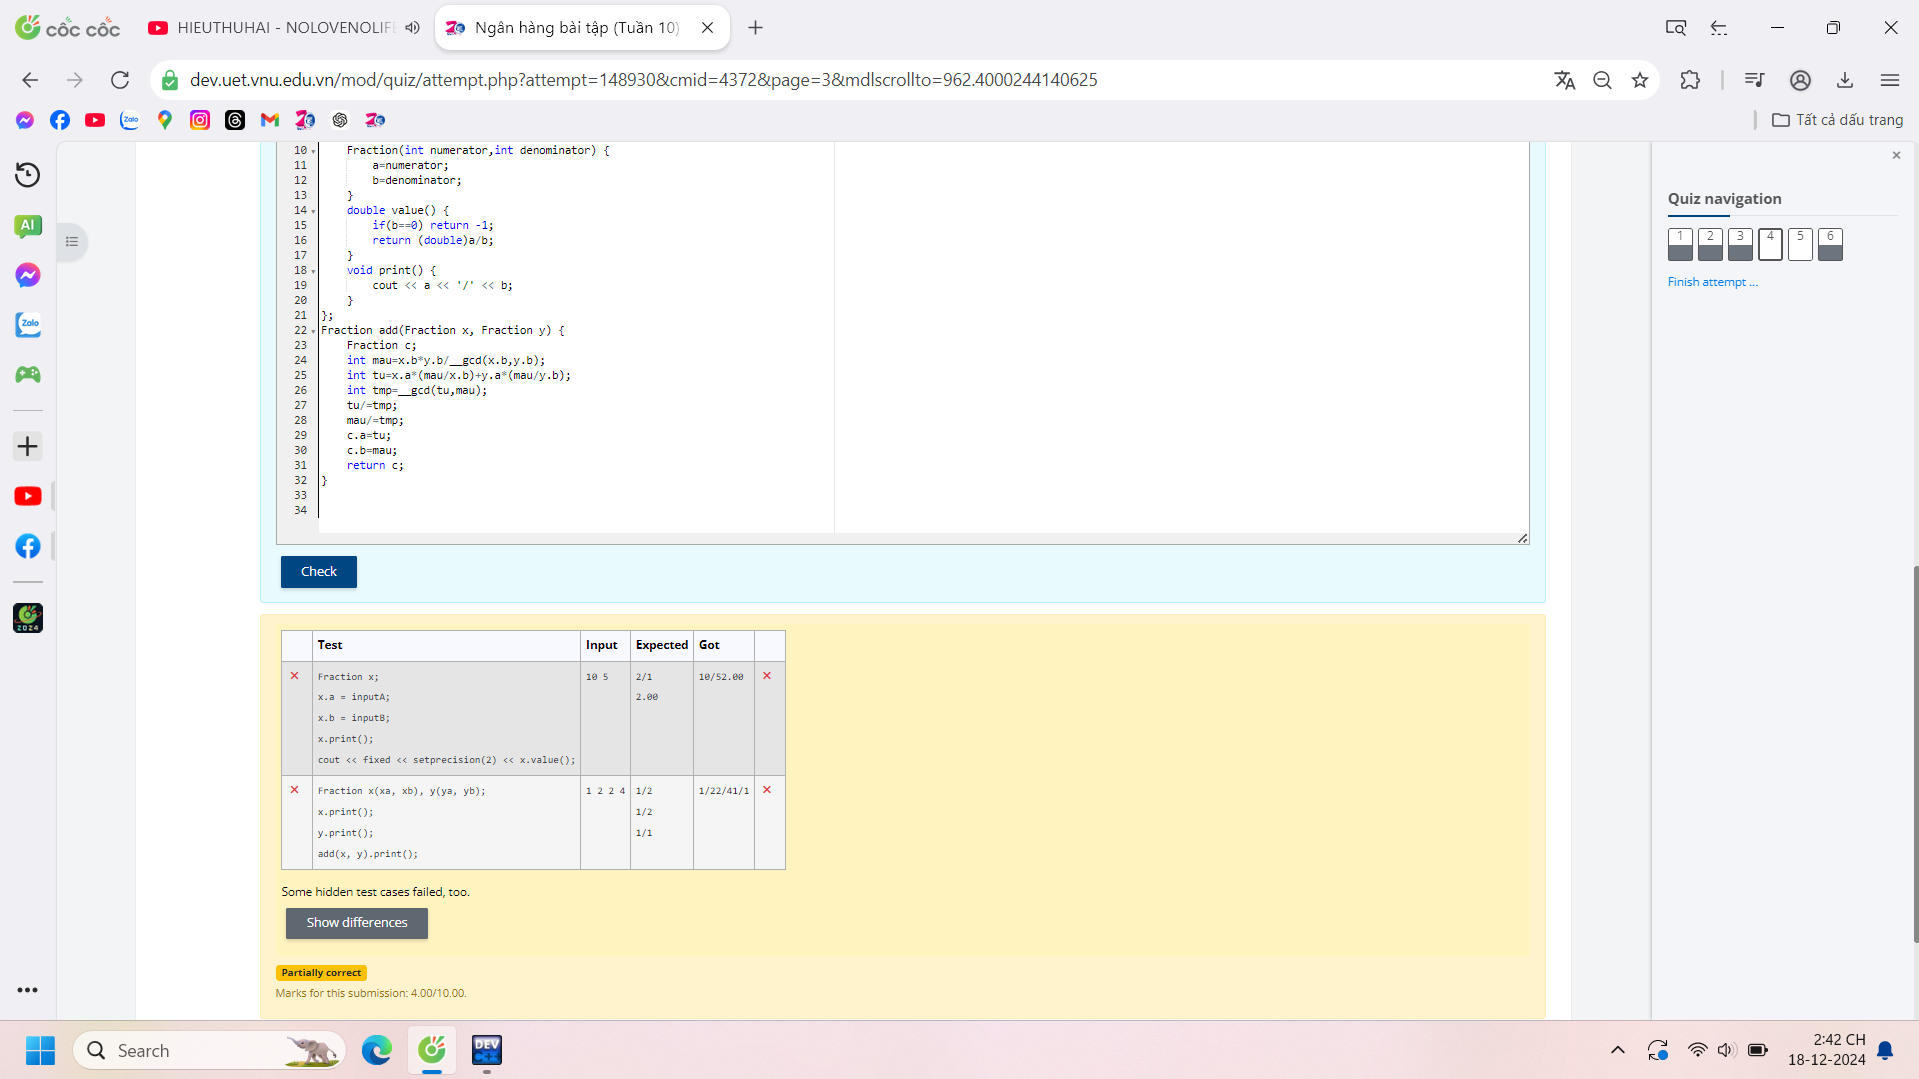 cốc cốc
HIEUTHUHAI - NOLOVENOLIFE
Ngân hàng bài tập (Tuần 10)
dev.uet.vnu.edu.vn/mod/quiz/attempt.php?attempt=148930&cmid=4372&page=3&mdlscrollto=962.4000244140625
Zalo
Tất cả dấu trang
AI
Zalo
2024
10 Fraction(int numerator,int denominator) {
11 a=numerator;
12 b=denominator;
13 }
14 double value() {
15 if(b==0) return -1;
16 return (double)a/b;
17 }
18 void print() {
19 cout << a << '/' << b;
20 }
21 };
22 Fraction add(Fraction x, Fraction y) {
23 Fraction c;
24 int mau=x.b*y.b/__gcd(x.b,y.b);
25 int tu=x.a*(mau/x.b)+y.a*(mau/y.b);
26 int tmp=__gcd(tu,mau);
27 tu/=tmp;
28 mau/=tmp;
29 c.a=tu;
30 c.b=mau;
31 return c;
32 }
33
34
Check
Test Input Expected Got
Fraction x; 10 5 2/1 10/52.00
x.a = inputA; 2.00
x.b = inputB;
x.print();
cout << fixed << setprecision(2) << x.value();
Fraction x(xa, xb), y(ya, yb); 1 2 2 4 1/2 1/22/41/1
x.print(); 1/2
y.print(); 1/1
add(x, y).print();
Some hidden test cases failed, too.
Show differences
Partially correct
Marks for this submission: 4.00/10.00.
Quiz navigation
1 2 3 4 5 6
Finish attempt ...
Search
DEV
2:42 CH
18-12-2024